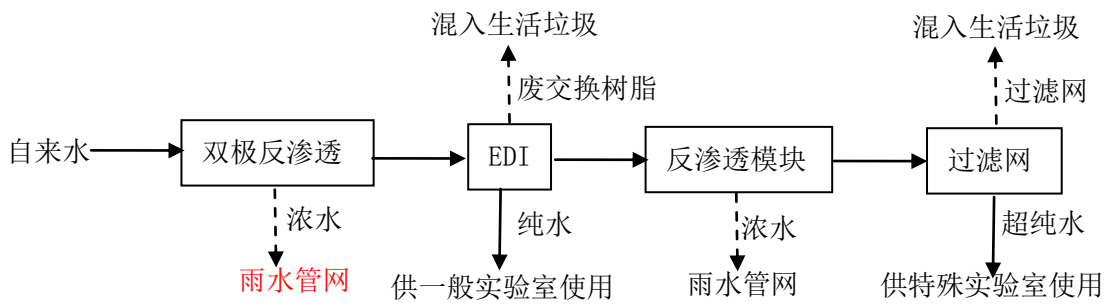 混入生活垃圾
混入生活垃圾
废交换树脂
过滤网
自来水
双极反渗透
EDI
反渗透模块
过滤网
浓水
纯水
浓水
超纯水
雨水管网
供一般实验室使用
雨水管网
供特殊实验室使用